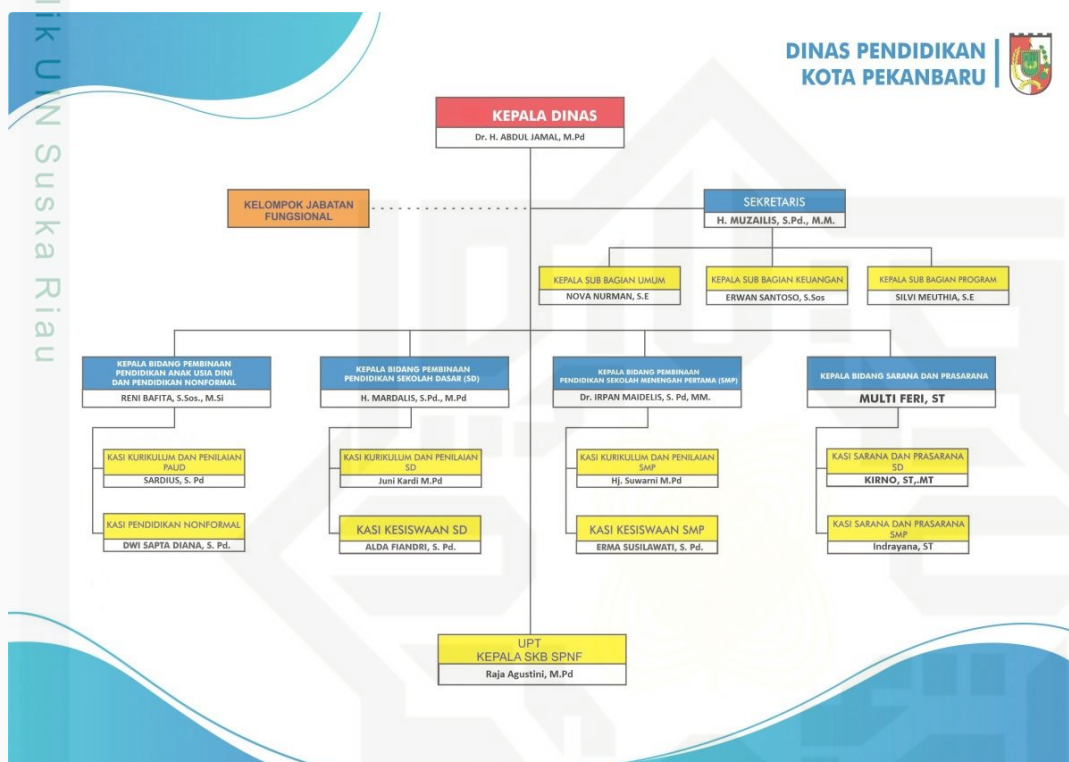 lik UIN Suska Riau
DINAS PENDIDIKAN
KOTA PEKANBARU
KEPALA DINAS
Dr. H. ABDUL JAMAL, M.Pd
KELOMPOK JABATAN
FUNGSIONAL
SEKRETARIS
H. MUZAILIS, S.Pd., M.M.
KEPALA SUB BAGIAN UMUM
NOVA NURMAN, S.E
KEPALA SUB BAGIAN KEUANGAN
ERWAN SANTOSO, S.Sos
KEPALA SUB BAGIAN PROGRAM
SILVI MEUTHIA, S.E
KEPALA BIDANG PEMBINAAN
PENDIDIKAN ANAK USIA DINI
DAN PENDIDIKAN NONFORMAL
RENI BAFITA, S.Sos., M.Si
KEPALA BIDANG PEMBINAAN
PENDIDIKAN SEKOLAH DASAR (SD)
H. MARDALIS, S.Pd., M.Pd
KEPALA BIDANG PEMBINAAN
PENDIDIKAN SEKOLAH MENENGAH PERTAMA (SMP)
Dr. IRPAN MAIDELIS, S. Pd, MM.
KEPALA BIDANG SARANA DAN PRASARANA
MULTI FERI, ST
KASI KURIKULUM DAN PENILAIAN
PAUD
SARDIUS, S. Pd
KASI KURIKULUM DAN PENILAIAN
SD
Juni Kardi M.Pd
KASI KURIKULUM DAN PENILAIAN
SMP
Hj. Suwarni M.Pd
KASI SARANA DAN PRASARANA
SD
KIRNO, ST,.MT
KASI PENDIDIKAN NONFORMAL
DWI SAPTA DIANA, S. Pd.
KASI KESISWAAN SD
ALDA FIANDRI, S. Pd.
KASI KESISWAAN SMP
ERMA SUSILAWATI, S. Pd.
KASI SARANA DAN PRASARANA
SMP
Indrayana, ST
UPT
KEPALA SKB SPNF
Raja Agustini, M.Pd